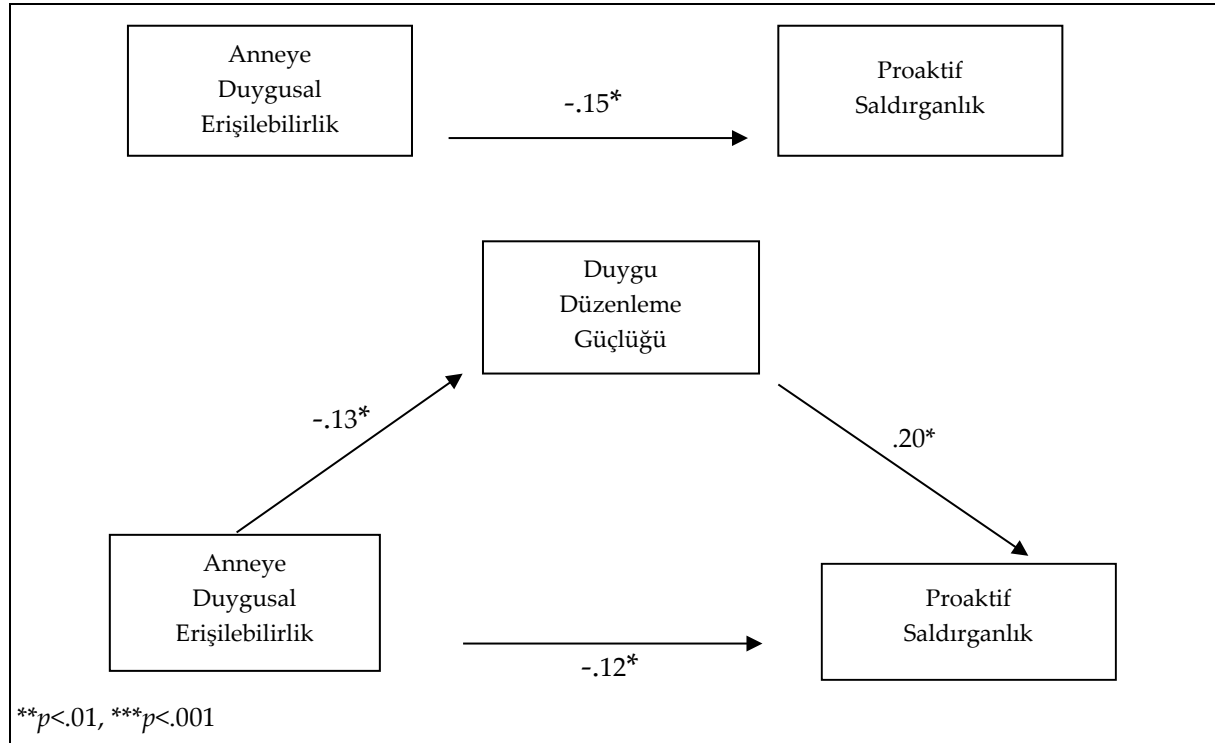 Anneye
Duygusal
Erişilebilirlik
-.15*
Proaktif
Saldırganlık
Duygu
Düzenleme
Güçlüğü
-.13*
.20*
Anneye
Duygusal
Erişilebilirlik
-.12*
Proaktif
Saldırganlık
**p<.01, ***p<.001